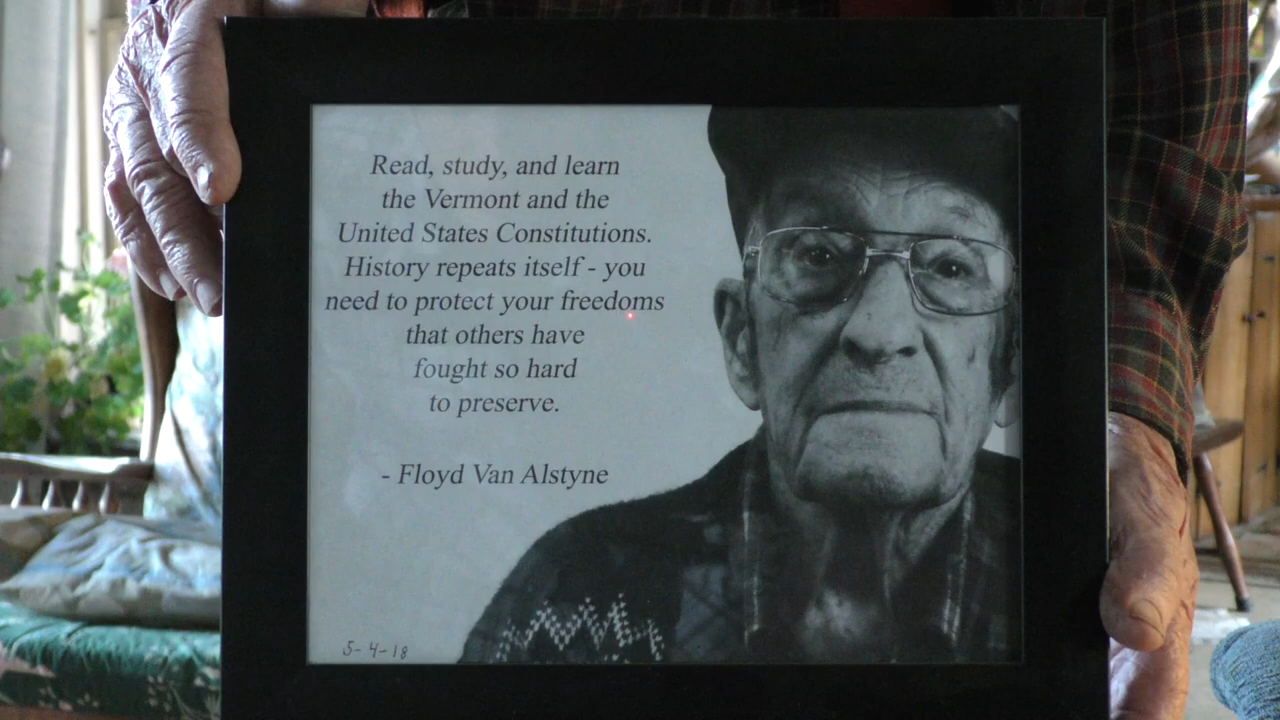 Read, study, and learn
the Vermont and the
United States Constitutions.
History repeats itself - you
need to protect your freedoms
that others have
fought so hard
to preserve.
- Floyd Van Alstyne
5-4-18